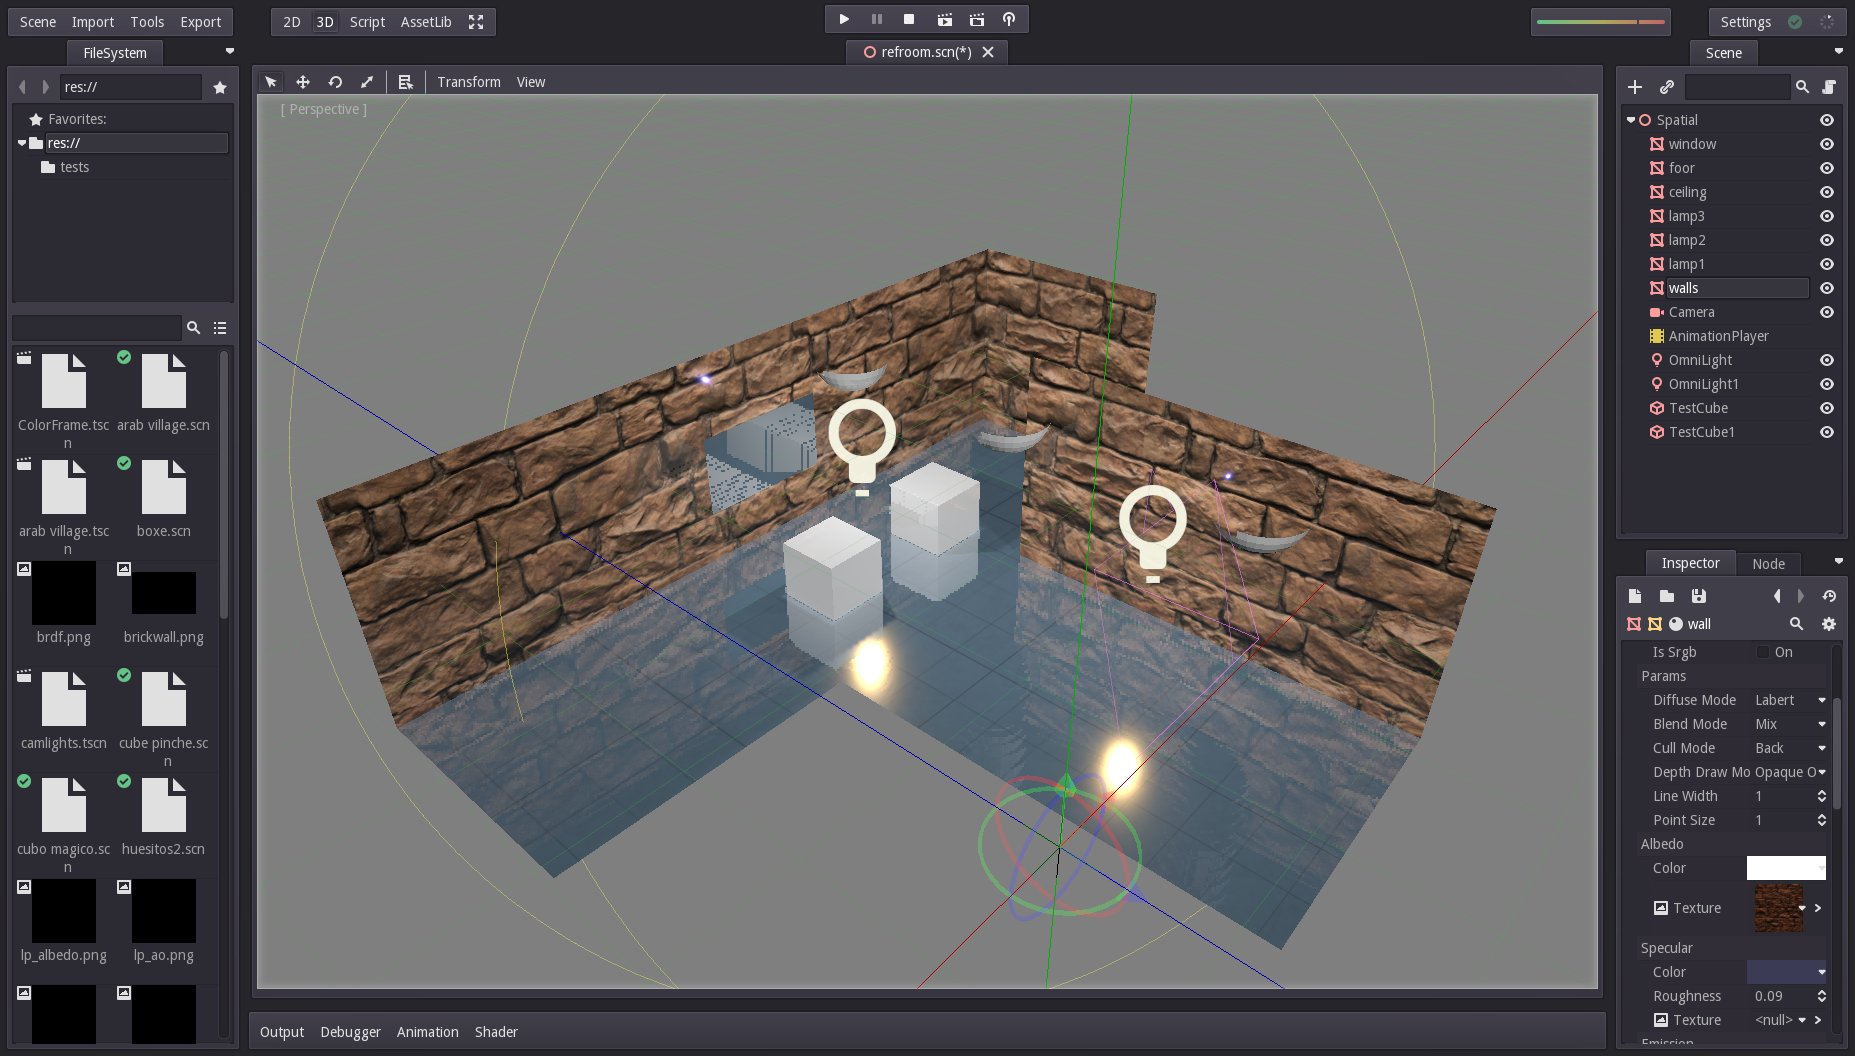 Scene Import Tools Export
2D 3D Script AssetLib
Settings
FileSystem
refroom.scn(*)
Scene
res://
Favorites:
res://
tests
ColorFrame.tsc
n
arab village.scn
arab village.tsc
n
boxe.scn
brdf.png
brickwall.png
camlights.tscn
cube pinche.sc
n
cubo magico.sc
n
huesitos2.scn
lp_albedo.png
lp_ao.png
Transform View
[ Perspective ]
Output Debugger Animation Shader
Spatial
window
foor
ceiling
lamp3
lamp2
lamp1
walls
Camera
AnimationPlayer
OmniLight
OmniLight1
TestCube
TestCube1
Inspector Node
wall
Is Srgb On
Params
Diffuse Mode Labert
Blend Mode Mix
Cull Mode Back
Depth Draw Mo Opaque O
Line Width 1
Point Size 1
Albedo
Color
Texture
Specular
Color
Roughness 0.09
Texture <null>
Emission